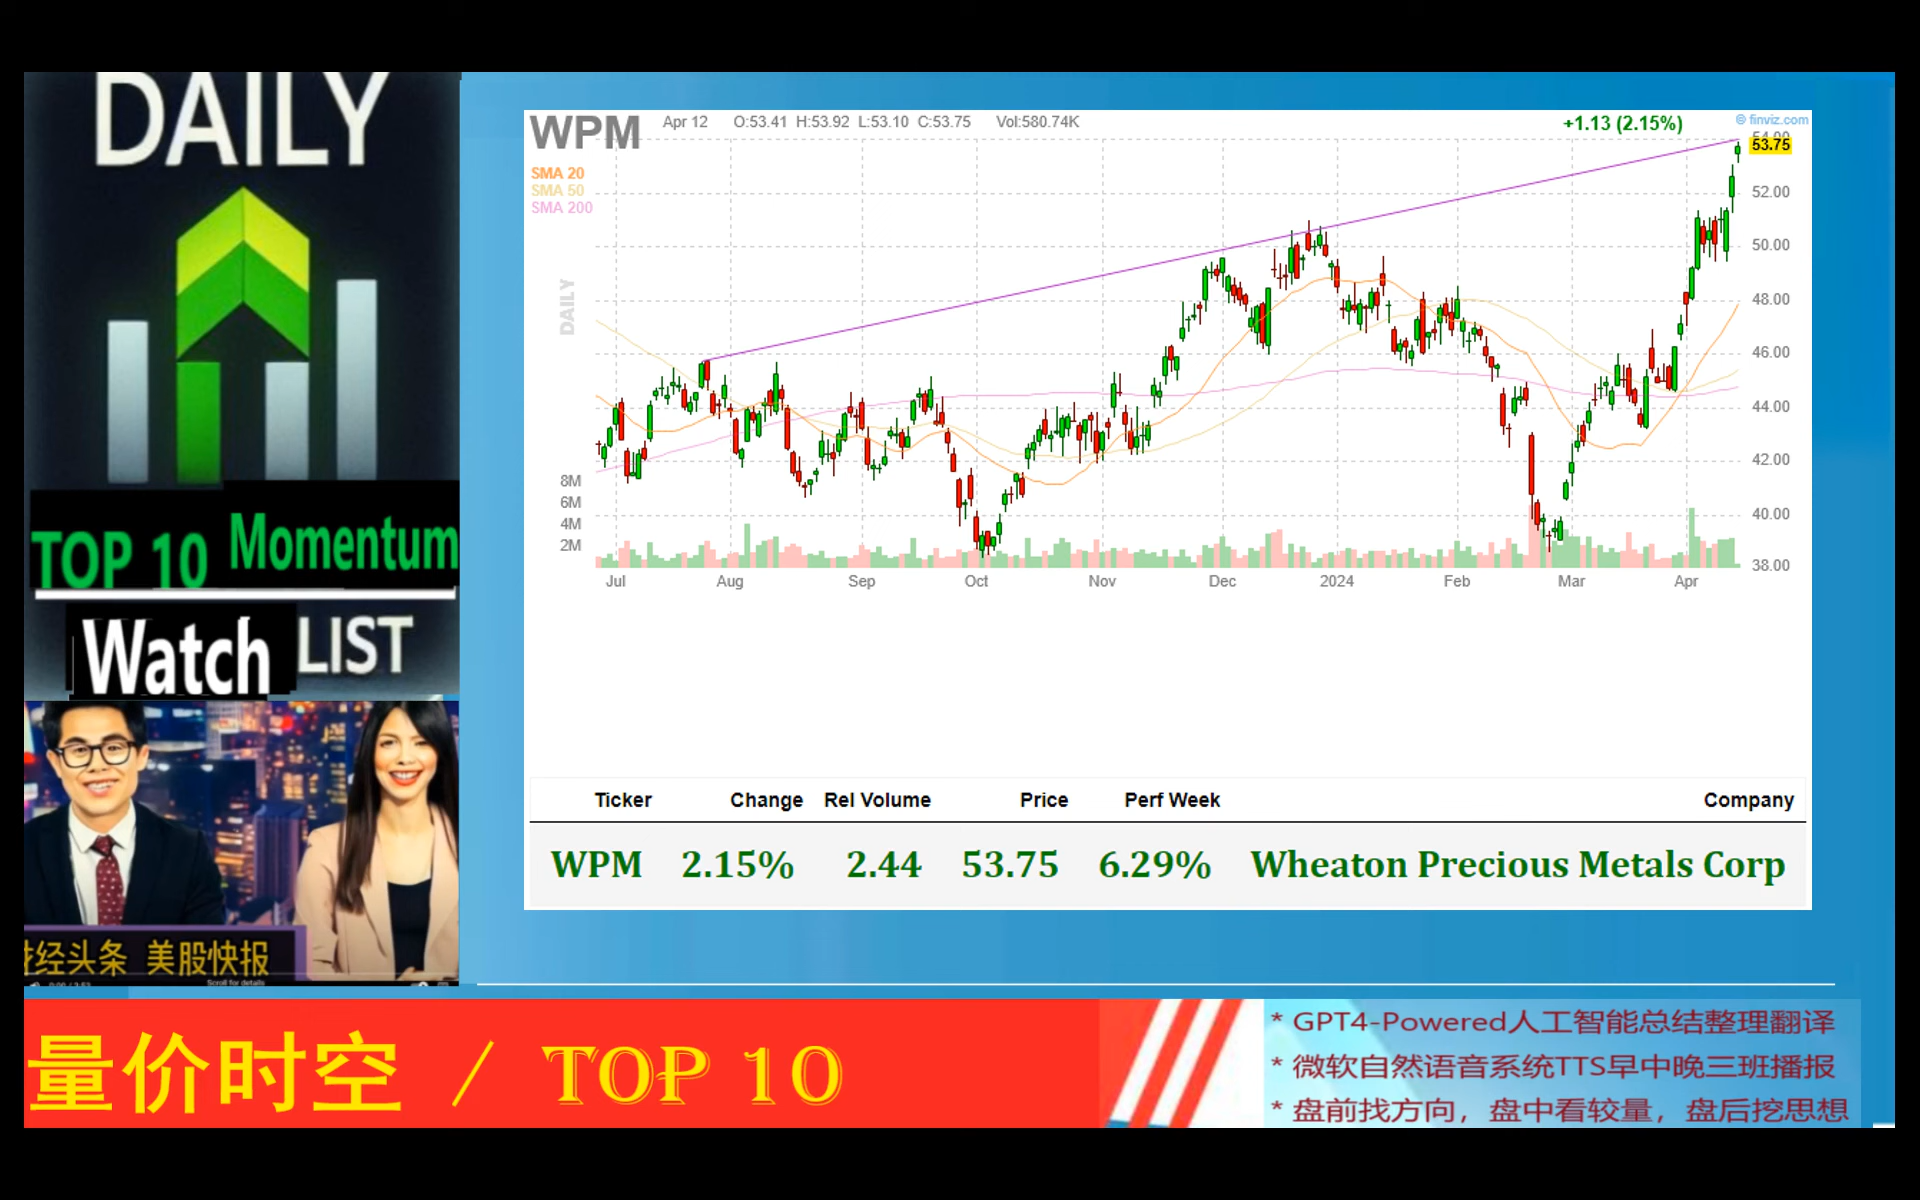 DAILY
TOP 10 Momentum
Watch LIST
经头条 美股快报
Scroll for details
WPM Apr 12 O:53.41 H:53.92 L:53.10 C:53.75 Vol:580.74K +1.13 (2.15%) © finviz.com
SMA 20
SMA 50
SMA 200
DAILY
54.00
53.75
52.00
50.00
48.00
46.00
44.00
42.00
40.00
38.00
8M
6M
4M
2M
Jul Aug Sep Oct Nov Dec 2024 Feb Mar Apr
Ticker Change Rel Volume Price Perf Week Company
WPM 2.15% 2.44 53.75 6.29% Wheaton Precious Metals Corp
量价时空 / TOP 10
* GPT4-Powered人工智能总结整理翻译
* 微软自然语音系统TTS早中晚三班播报
* 盘前找方向，盘中看较量，盘后挖思想